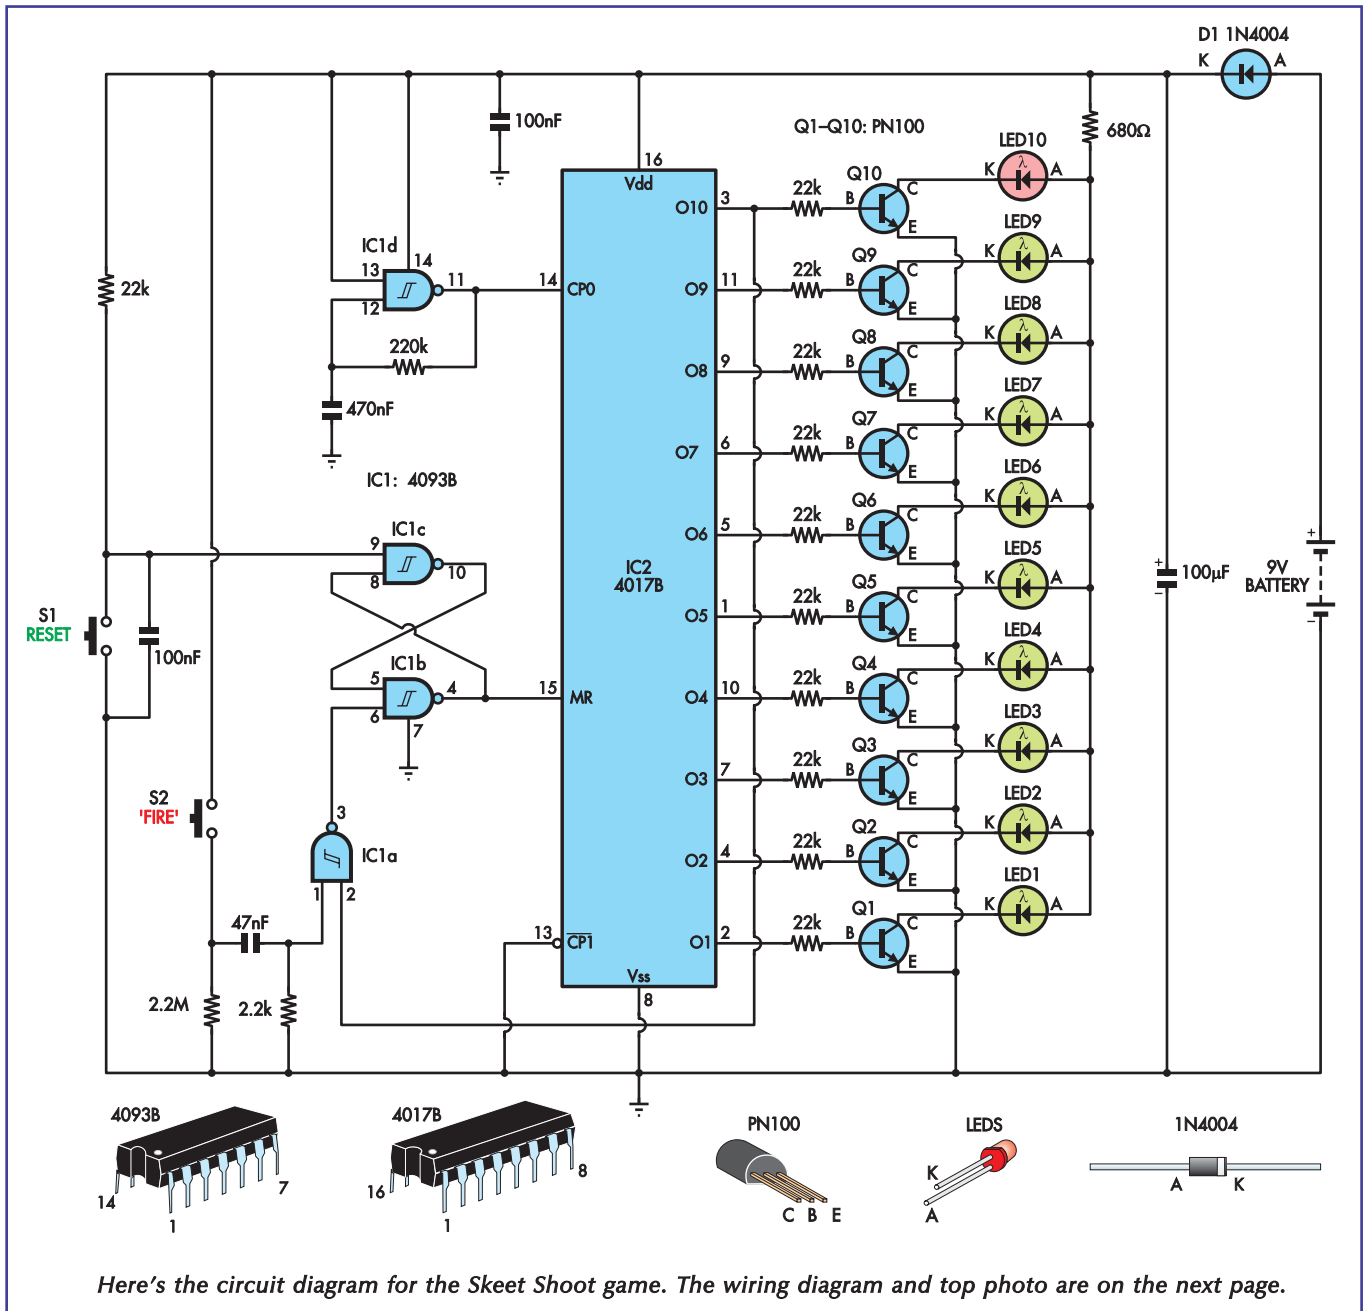 D1 1N4004
K A
100nF
Q1–Q10: PN100
680Ω
LED10
16
Vdd
Q10
K A
22k
C
B
E
O10 3
IC1d
14
13
12
11
14 CP0
22k
220k
470nF
LED9
Q9
K A
22k
C
B
E
O9 11
LED8
Q8
K A
22k
C
B
E
O8 9
LED7
Q7
K A
22k
C
B
E
O7 6
IC1: 4093B
LED6
Q6
K A
22k
C
B
E
O6 5
IC1c
9
8
10
IC2
4017B
LED5
Q5
K A
22k
C
B
E
O5 1
+
100µF
–
+
9V
BATTERY
–
S1
RESET
100nF
IC1b
5
6
4
7
15 MR
LED4
Q4
K A
22k
C
B
E
O4 10
LED3
Q3
K A
22k
C
B
E
O3 7
S2
'FIRE'
3
IC1a
1 2
LED2
Q2
K A
22k
C
B
E
O2 4
LED1
Q1
K A
22k
C
B
E
O1 2
47nF
13 CP1
2.2M
2.2k
Vss
8
4093B
14
1
7
4017B
16
1
8
PN100
C B E
LEDS
K
A
1N4004
A K
Here's the circuit diagram for the Skeet Shoot game. The wiring diagram and top photo are on the next page.